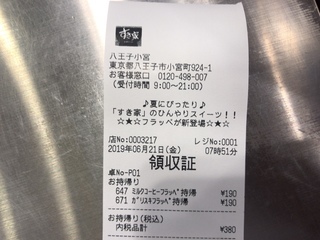 すき家
八王子小宮
東京都八王子市小宮町924-1
お客様窓口 0120-498-007
(受付時間 9:00~21:00)
♪夏にぴったり♪
「すき家」のひんやりスイーツ!!
☆★☆フラッペが新登場☆★☆
店No:0003217 レジNo:0001
2019年06月21日(金) 07時51分
領収証
卓No-P01
お持帰り
647 ミルクコーヒーフラッペ 持帰 ¥190
671 ガリスキフラッペ 持帰 ¥190
お持帰り(税込)
内税品計 ¥380